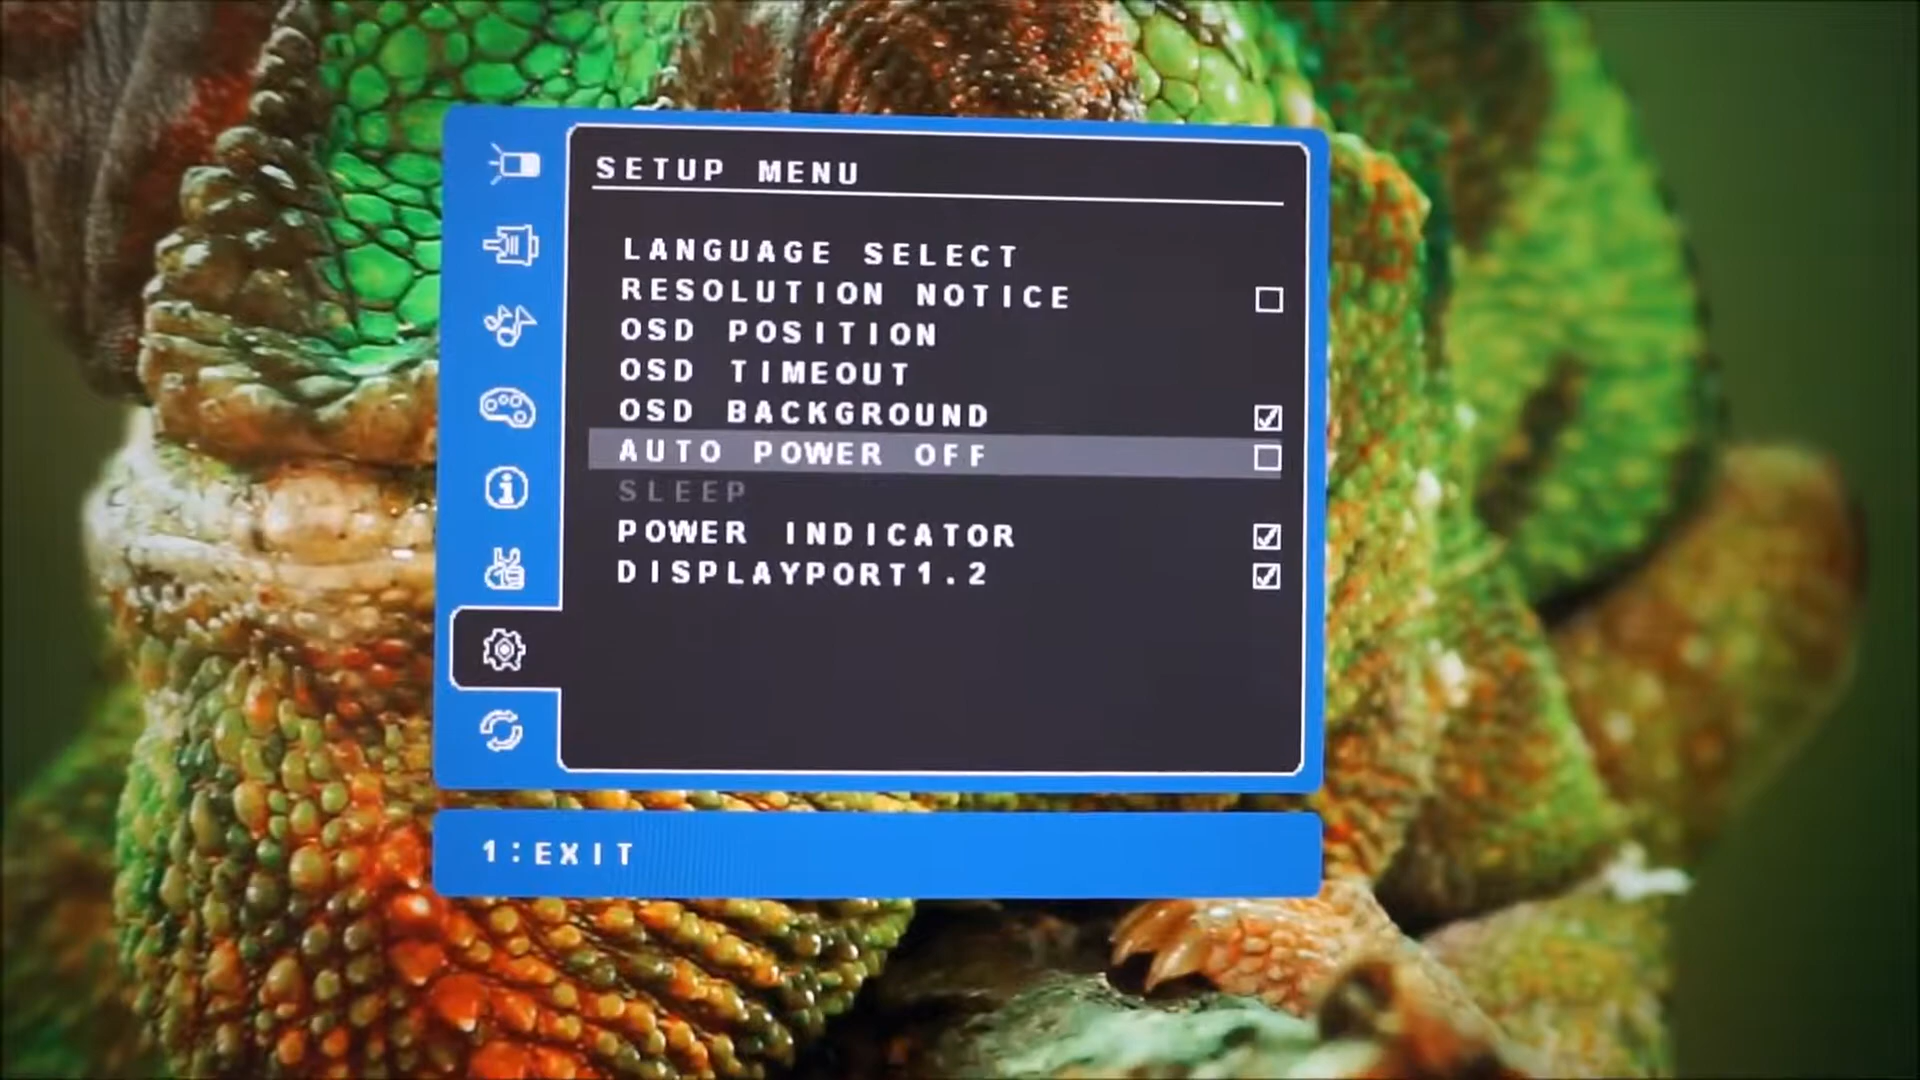 SETUP MENU
LANGUAGE SELECT
RESOLUTION NOTICE
OSD POSITION
OSD TIMEOUT
OSD BACKGROUND
AUTO POWER OFF
SLEEP
POWER INDICATOR
DISPLAYPORT1.2
1:EXIT